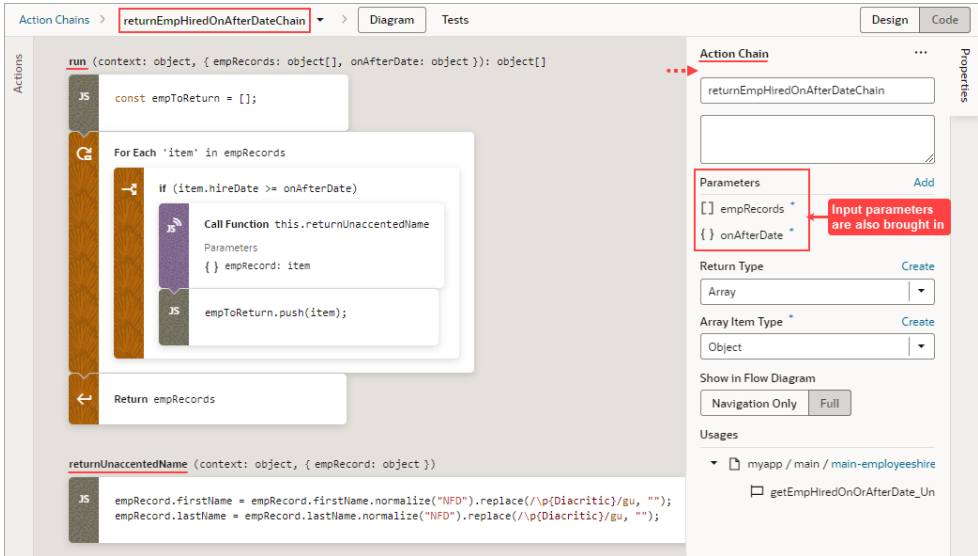 Action Chains > returnEmpHiredOnAfterDateChain > Diagram Tests Design Code
Actions
run (context: object, { empRecords: object[], onAfterDate: object }): object[]
JS const empToReturn = [];
For Each 'item' in empRecords
if (item.hireDate >= onAfterDate)
JS Call Function this.returnUnaccentedName
Parameters
{ } empRecord: item
JS empToReturn.push(item);
Return empRecords
returnUnaccentedName (context: object, { empRecord: object })
JS empRecord.firstName = empRecord.firstName.normalize("NFD").replace(/\p{Diacritic}/gu, "");
empRecord.lastName = empRecord.lastName.normalize("NFD").replace(/\p{Diacritic}/gu, "");
Action Chain ...
returnEmpHiredOnAfterDateChain
Parameters Add
[ ] empRecords *
{ } onAfterDate *
Input parameters
are also brought in
Return Type Create
Array
Array Item Type * Create
Object
Show in Flow Diagram
Navigation Only Full
Usages
myapp / main / main-employeeshire
getEmpHiredOnOrAfterDate_Un
Properties